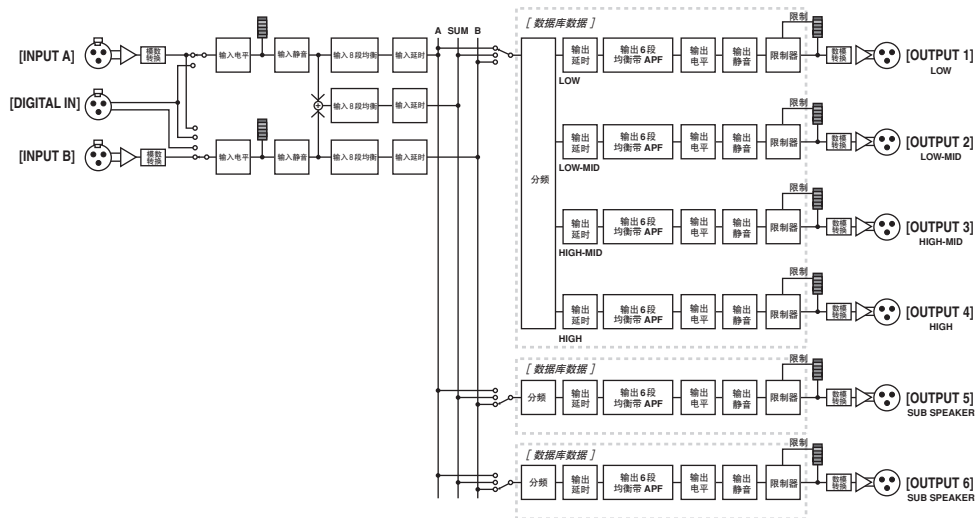 [ 数据库数据 ]
限制
A SUM B
[INPUT A]
模数
转换
输入电平
输入静音
输入 8 段均衡
输入延时
分频
输出
延时
输出 6 段
均衡带 APF
输出
电平
输出
静音
限制器
数模
转换
[OUTPUT 1]
LOW
LOW
[DIGITAL IN]
输入 8 段均衡
输入延时
[INPUT B]
模数
转换
输入电平
输入静音
输入 8 段均衡
输入延时
限制
输出
延时
输出 6 段
均衡带 APF
输出
电平
输出
静音
限制器
数模
转换
[OUTPUT 2]
LOW-MID
LOW-MID
限制
输出
延时
输出 6 段
均衡带 APF
输出
电平
输出
静音
限制器
数模
转换
[OUTPUT 3]
HIGH-MID
HIGH-MID
限制
输出
延时
输出 6 段
均衡带 APF
输出
电平
输出
静音
限制器
数模
转换
[OUTPUT 4]
HIGH
HIGH
[ 数据库数据 ]
限制
分频
输出
延时
输出 6 段
均衡带 APF
输出
电平
输出
静音
限制器
数模
转换
[OUTPUT 5]
SUB SPEAKER
[ 数据库数据 ]
限制
分频
输出
延时
输出 6 段
均衡带 APF
输出
电平
输出
静音
限制器
数模
转换
[OUTPUT 6]
SUB SPEAKER